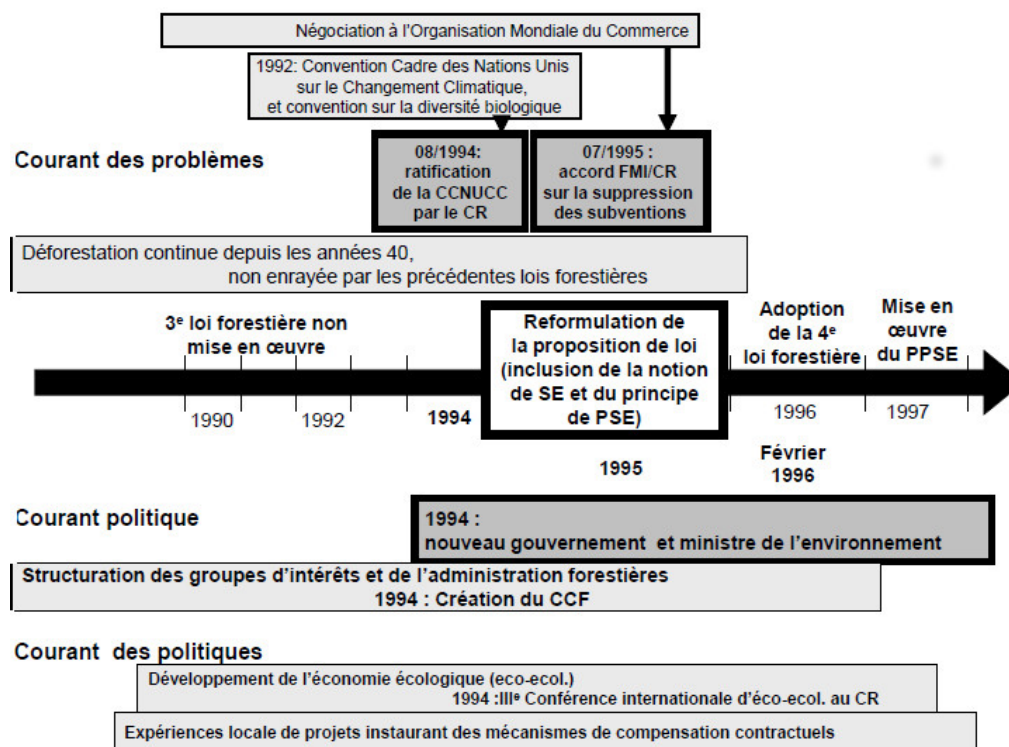 Négociation à l'Organisation Mondiale du Commerce
1992: Convention Cadre des Nations Unis
sur le Changement Climatique,
et convention sur la diversité biologique
Courant des problèmes
08/1994:
ratification
de la CCNUCC
par le CR
07/1995 :
accord FMI/CR
sur la suppression
des subventions
Déforestation continue depuis les années 40,
non enrayée par les précédentes lois forestières
3e loi forestière non
mise en œuvre
Reformulation de
la proposition de loi
(inclusion de la notion
de SE et du principe
de PSE)
Adoption
de la 4e
loi forestière
Mise en
œuvre
du PPSE
1990
1992
1994
1995
1996
1997
Février
1996
Courant politique
1994 :
nouveau gouvernement et ministre de l'environnement
Structuration des groupes d'intérêts et de l'administration forestières
1994 : Création du CCF
Courant des politiques
Développement de l'économie écologique (eco-ecol.)
1994 :IIIe Conférence internationale d'éco-ecol. au CR
Expériences locale de projets instaurant des mécanismes de compensation contractuels